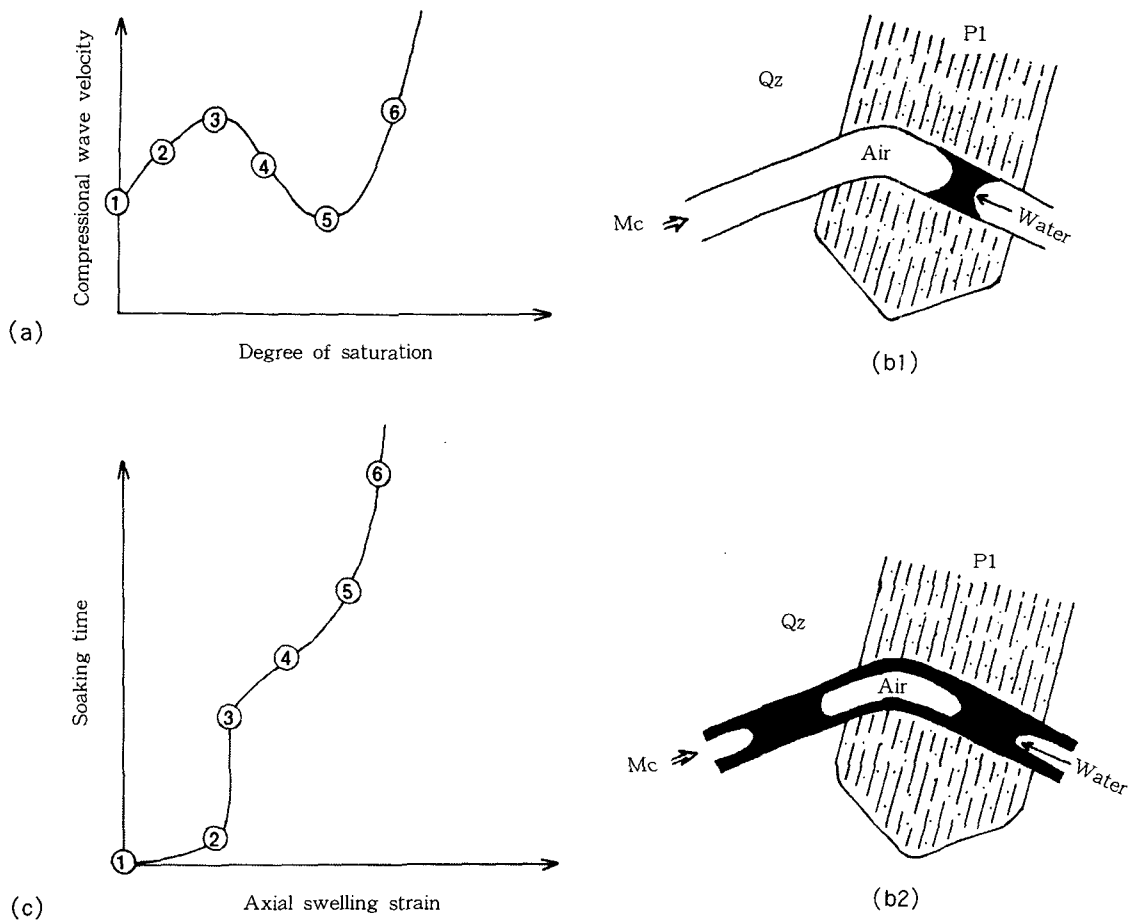 Compressional wave velocity
①
②
③
④
⑤
⑥
Degree of saturation
(a)
P1
Qz
Air
Mc
Water
(b1)
Soaking time
①
②
③
④
⑤
⑥
Axial swelling strain
(c)
P1
Qz
Air
Mc
Water
(b2)